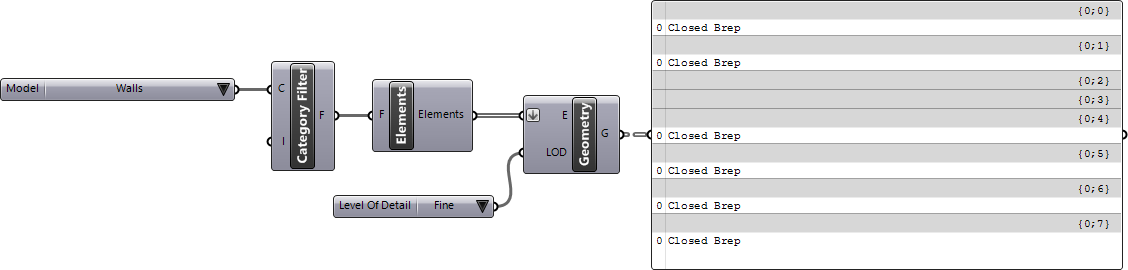 Model Walls
C
I
Category Filter
F
F
Elements
Elements
E
LOD
Geometry
G
Level Of Detail Fine
{0;0}
0 Closed Brep
{0;1}
0 Closed Brep
{0;2}
{0;3}
{0;4}
0 Closed Brep
{0;5}
0 Closed Brep
{0;6}
0 Closed Brep
{0;7}
0 Closed Brep